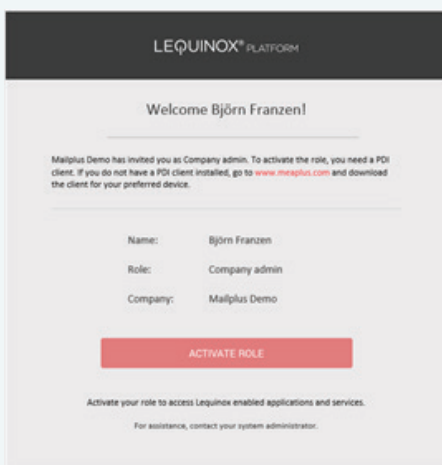 LEQUINOX® PLATFORM
Welcome Björn Franzen!
Mailplus Demo has invited you as Company admin. To activate the role, you need a PDI
client. If you do not have a PDI client installed, go to www.meaplus.com and download
the client for your preferred device.
Name: Björn Franzen
Role: Company admin
Company: Mailplus Demo
ACTIVATE ROLE
Activate your role to access Lequinox enabled applications and services.
For assistance, contact your system administrator.